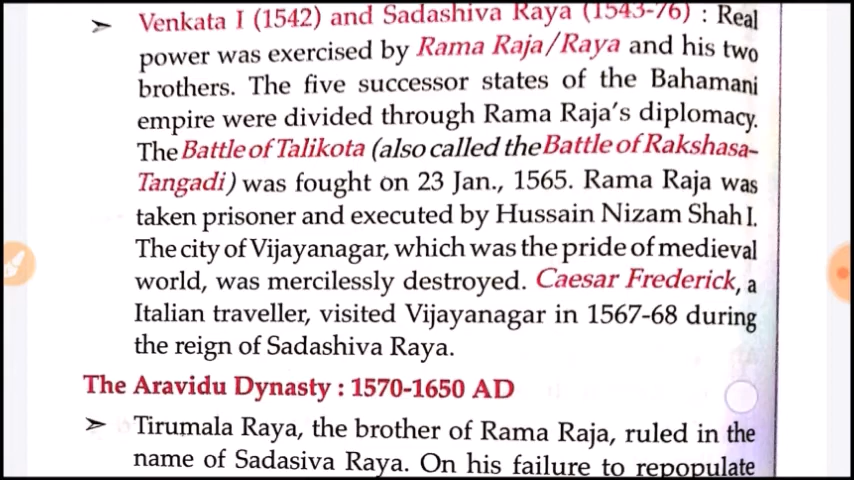 ➢ Venkata I (1542) and Sadashiva Raya (1543-76) : Real
power was exercised by Rama Raja/Raya and his two
brothers. The five successor states of the Bahamani
empire were divided through Rama Raja's diplomacy.
The Battle of Talikota (also called the Battle of Rakshasa-
Tangadi) was fought on 23 Jan., 1565. Rama Raja was
taken prisoner and executed by Hussain Nizam Shah I.
The city of Vijayanagar, which was the pride of medieval
world, was mercilessly destroyed. Caesar Frederick, a
Italian traveller, visited Vijayanagar in 1567-68 during
the reign of Sadashiva Raya.
The Aravidu Dynasty : 1570-1650 AD
➢ Tirumala Raya, the brother of Rama Raja, ruled in the
name of Sadasiva Raya. On his failure to repopulate